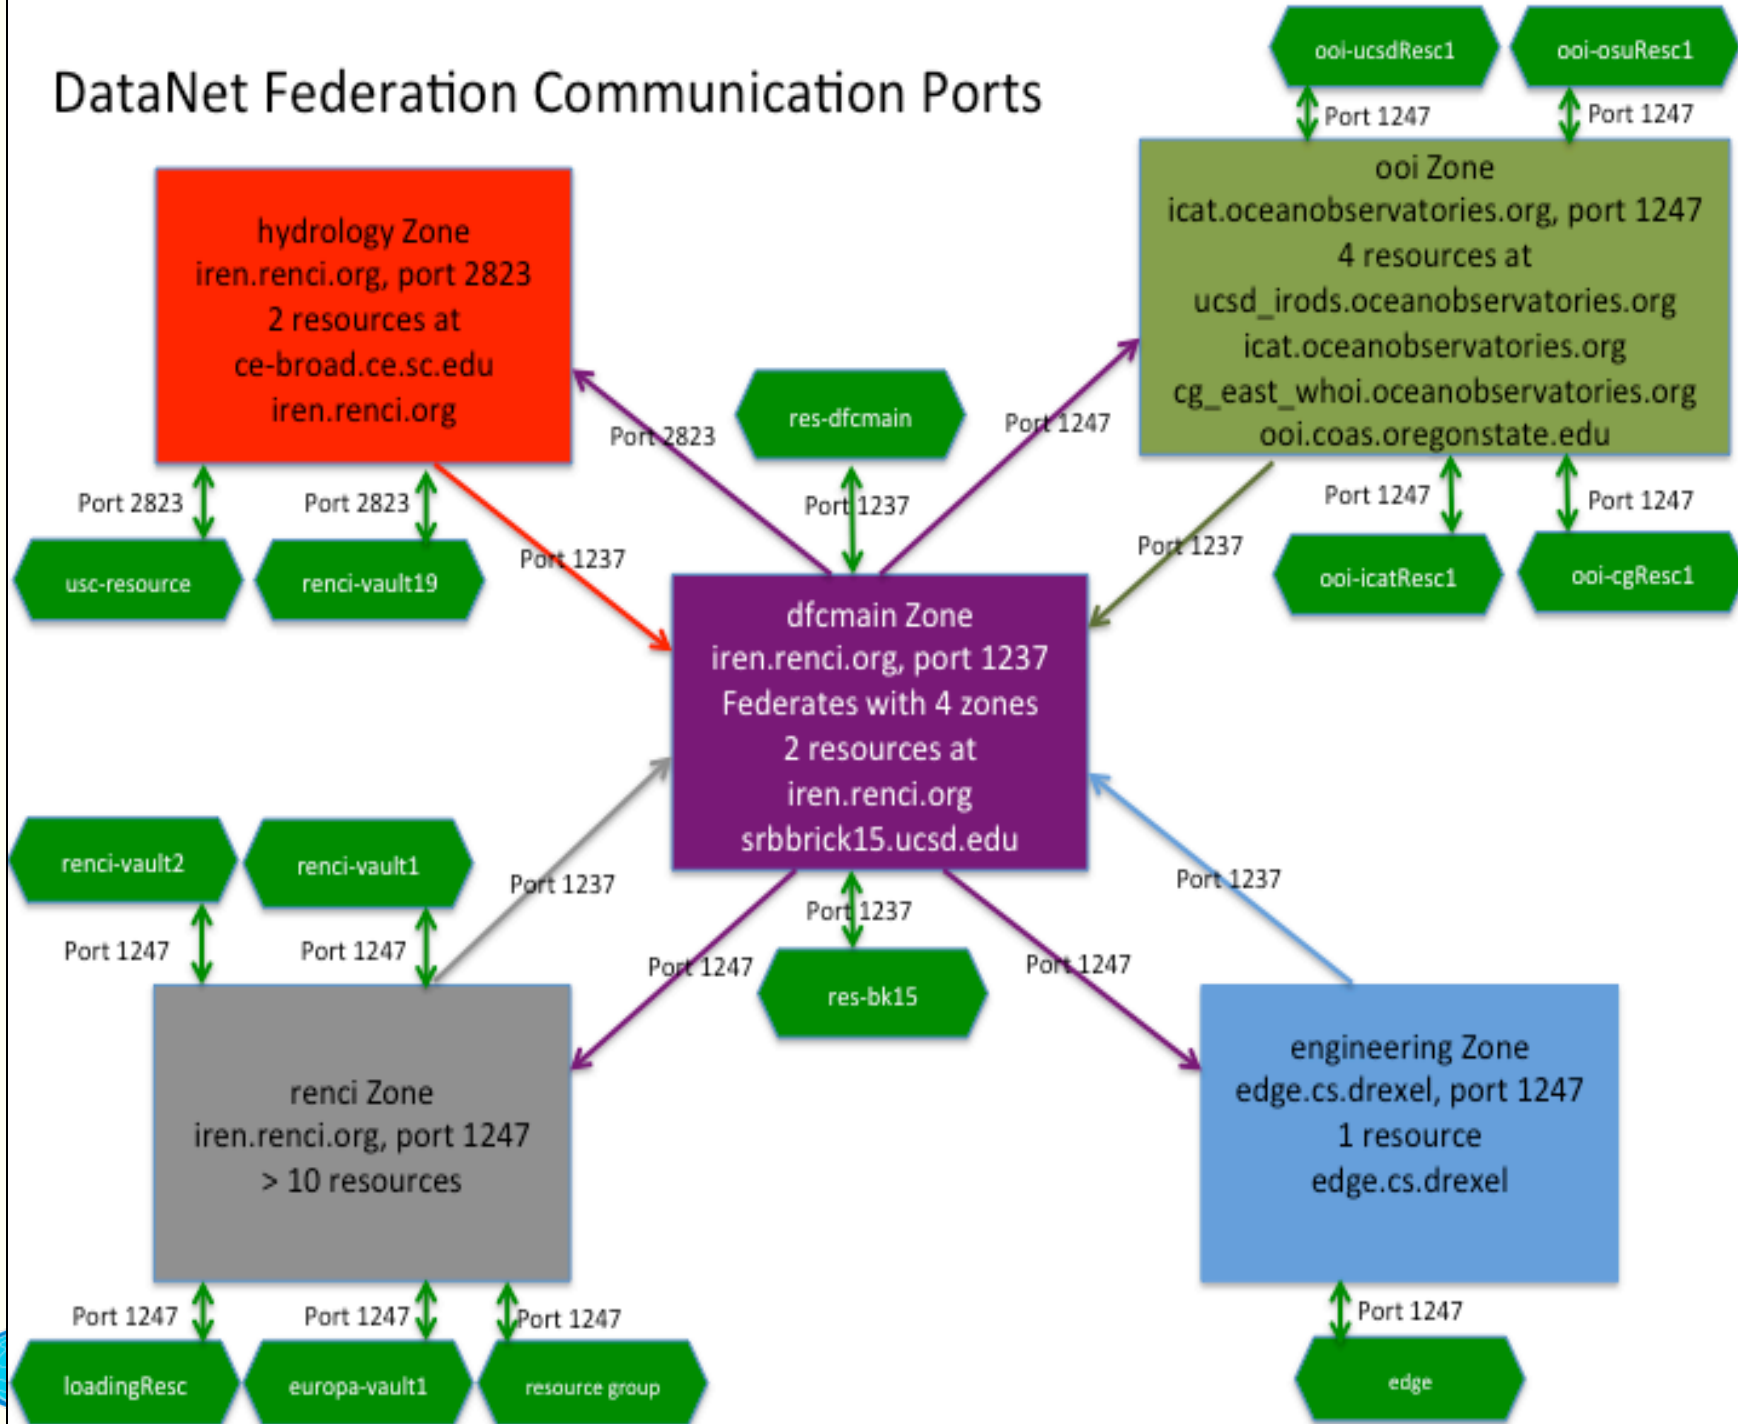 DataNet Federation Communication Ports
ooi-ucsdResc1
ooi-osuResc1
Port 1247
Port 1247
hydrology Zone
iren.renci.org, port 2823
2 resources at
ce-broad.ce.sc.edu
iren.renci.org
ooi Zone
icat.oceanobservatories.org, port 1247
4 resources at
ucsd_irods.oceanobservatories.org
icat.oceanobservatories.org
cg_east_whoi.oceanobservatories.org
ooi.coas.oregonstate.edu
Port 2823
res-dfcmain
Port 1247
Port 2823
Port 2823
Port 1237
Port 1237
Port 1237
Port 1247
Port 1247
usc-resource
renci-vault19
ooi-icatResc1
ooi-cgResc1
dfcmain Zone
iren.renci.org, port 1237
Federates with 4 zones
2 resources at
iren.renci.org
srbbrick15.ucsd.edu
renci-vault2
renci-vault1
Port 1237
Port 1237
Port 1237
Port 1247
Port 1247
Port 1247
Port 1247
res-bk15
renci Zone
iren.renci.org, port 1247
> 10 resources
engineering Zone
edge.cs.drexel, port 1247
1 resource
edge.cs.drexel
Port 1247
Port 1247
Port 1247
Port 1247
loadingResc
europa-vault1
resource group
edge